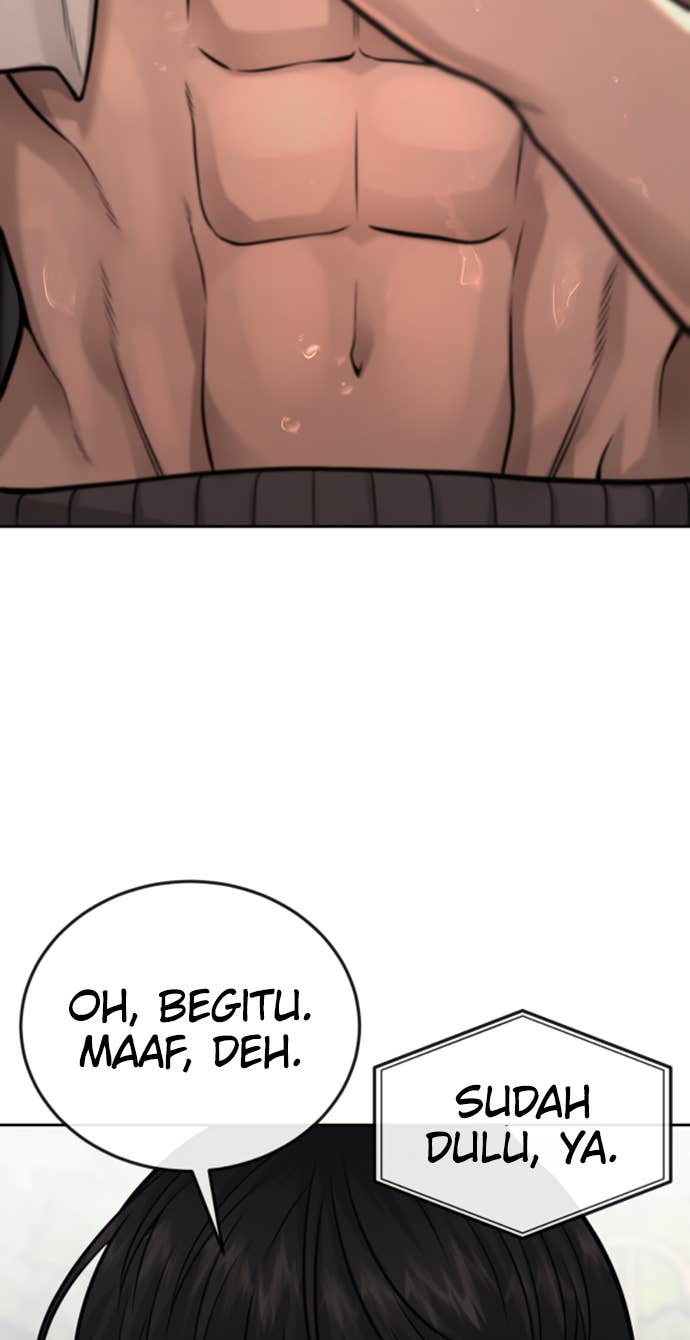 OH, BEGITU.
MAAF, DEH.
SUDAH
DULU, YA.